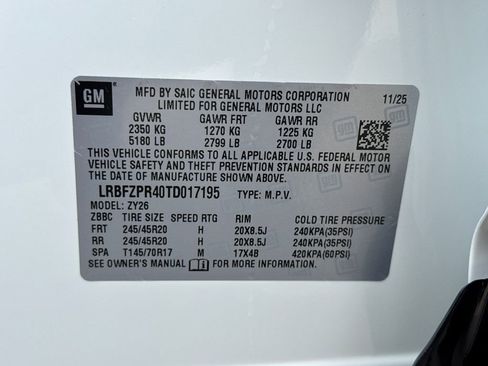 GM
MFD BY SAIC GENERAL MOTORS CORPORATION 11/25
LIMITED FOR GENERAL MOTORS LLC
GVWR GAWR FRT GAWR RR
2350 KG 1270 KG 1225 KG
5180 LB 2799 LB 2700 LB
THIS VEHICLE CONFORMS TO ALL APPLICABLE U.S. FEDERAL MOTOR
VEHICLE SAFETY AND THEFT PREVENTION STANDARDS IN EFFECT ON
THE DATE OF MANUFACTURE SHOWN ABOVE.
LRBFZPR40TD017195 TYPE: M.P.V.
MODEL: ZY26
ZBBC TIRE SIZE SPEED RTG RIM COLD TIRE PRESSURE
FRT 245/45R20 H 20X8.5J 240KPA(35PSI)
RR 245/45R20 H 20X8.5J 240KPA(35PSI)
SPA T145/70R17 M 17X4B 420KPA(60PSI)
SEE OWNER'S MANUAL FOR MORE INFORMATION.